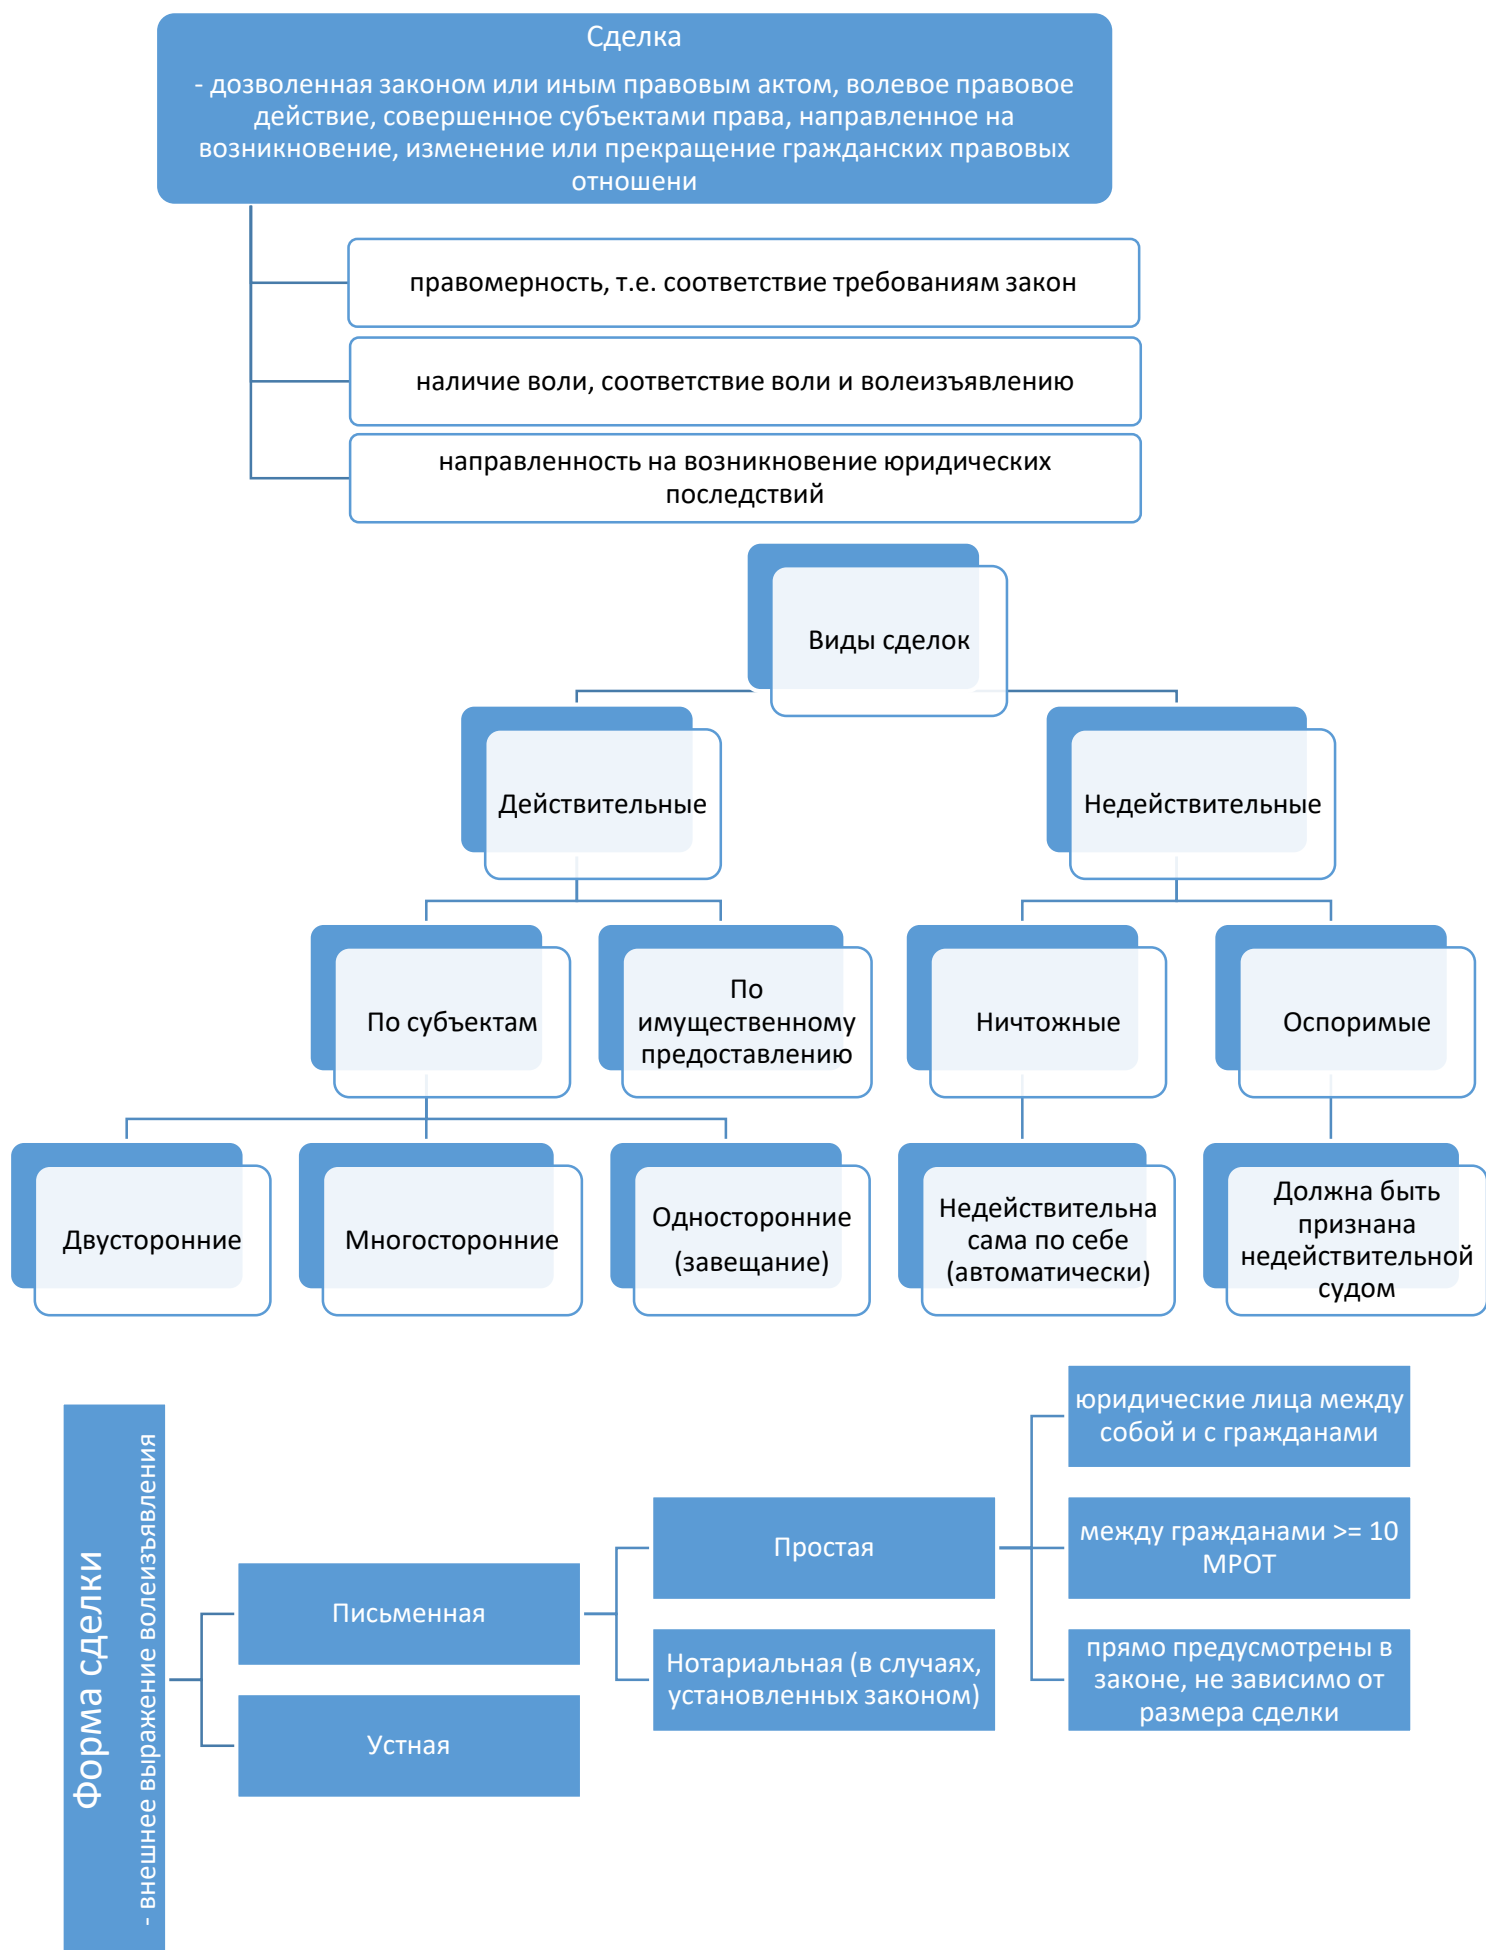 Сделка
- дозволенная законом или иным правовым актом, волевое правовое
действие, совершенное субъектами права, направленное на
возникновение, изменение или прекращение гражданских правовых
отношени
правомерность, т.е. соответствие требованиям закон
наличие воли, соответствие воли и волеизъявлению
направленность на возникновение юридических
последствий
Виды сделок
Действительные
Недействительные
По субъектам
По
имущественному
предоставлению
Ничтожные
Оспоримые
Двусторонние
Многосторонние
Односторонние
(завещание)
Недействительна
сама по себе
(автоматически)
Должна быть
признана
недействительной
судом
Форма сделки
- внешнее выражение волеизъявления
Письменная
Устная
Простая
Нотариальная (в случаях,
установленных законом)
юридические лица между
собой и с гражданами
между гражданами >= 10
МРОТ
прямо предусмотрены в
законе, не зависимо от
размера сделки